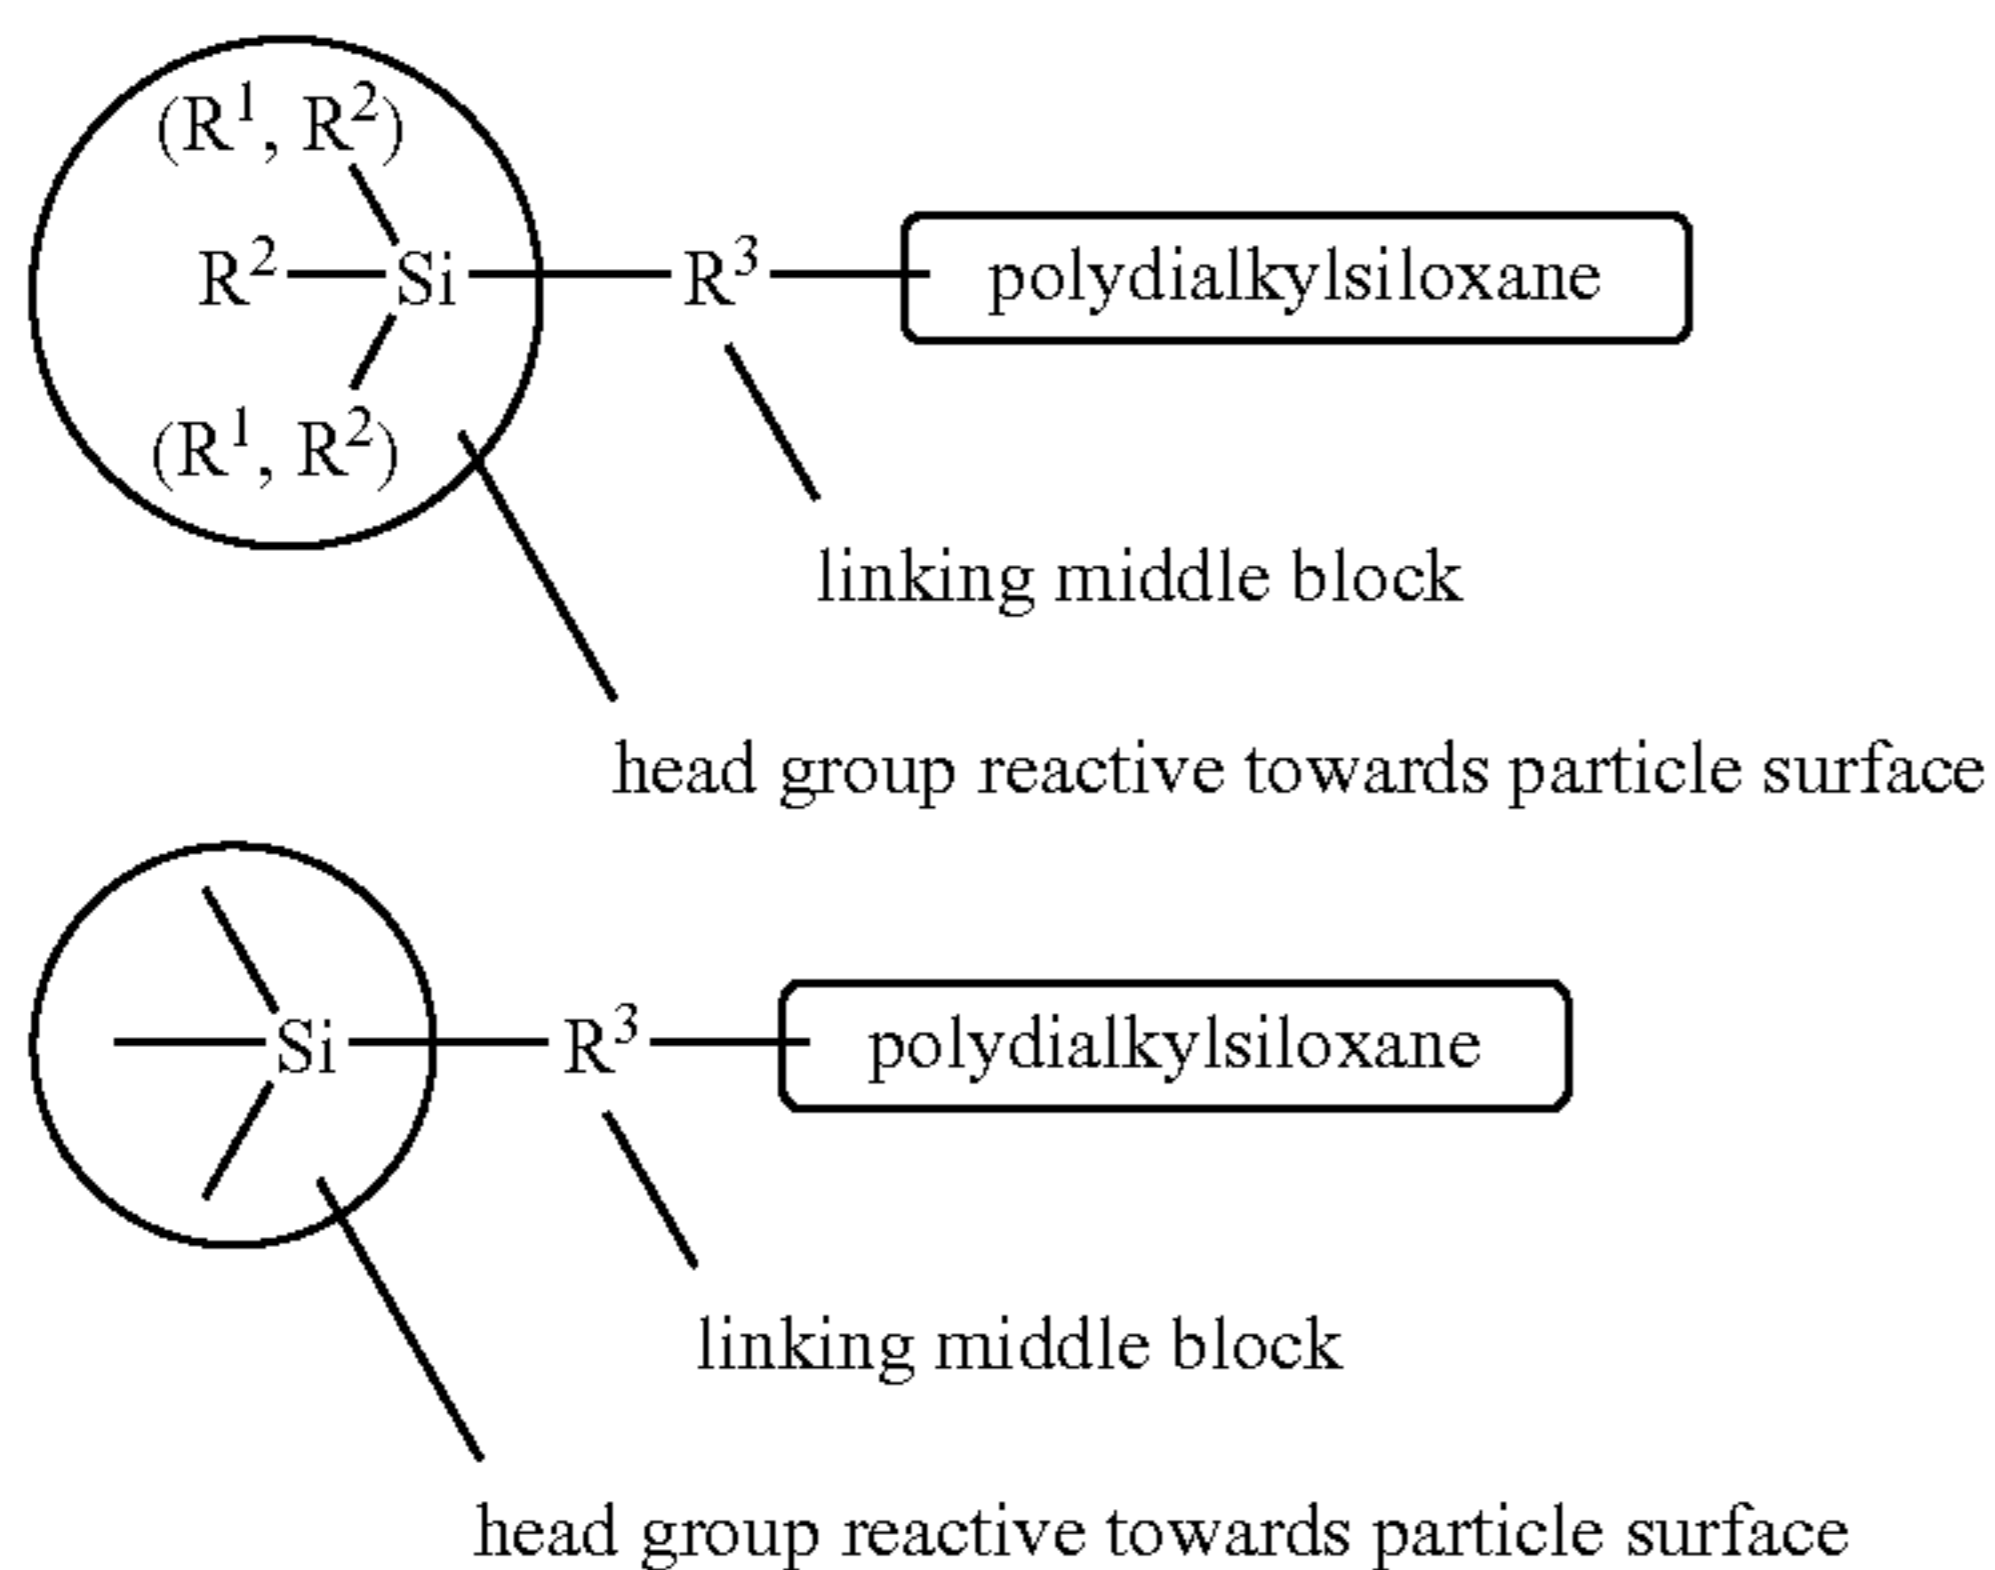 (R¹, R²)
R² Si R³ polydialkylsiloxane
(R¹, R²)
linking middle block
head group reactive towards particle surface
Si R³ polydialkylsiloxane
linking middle block
head group reactive towards particle surface